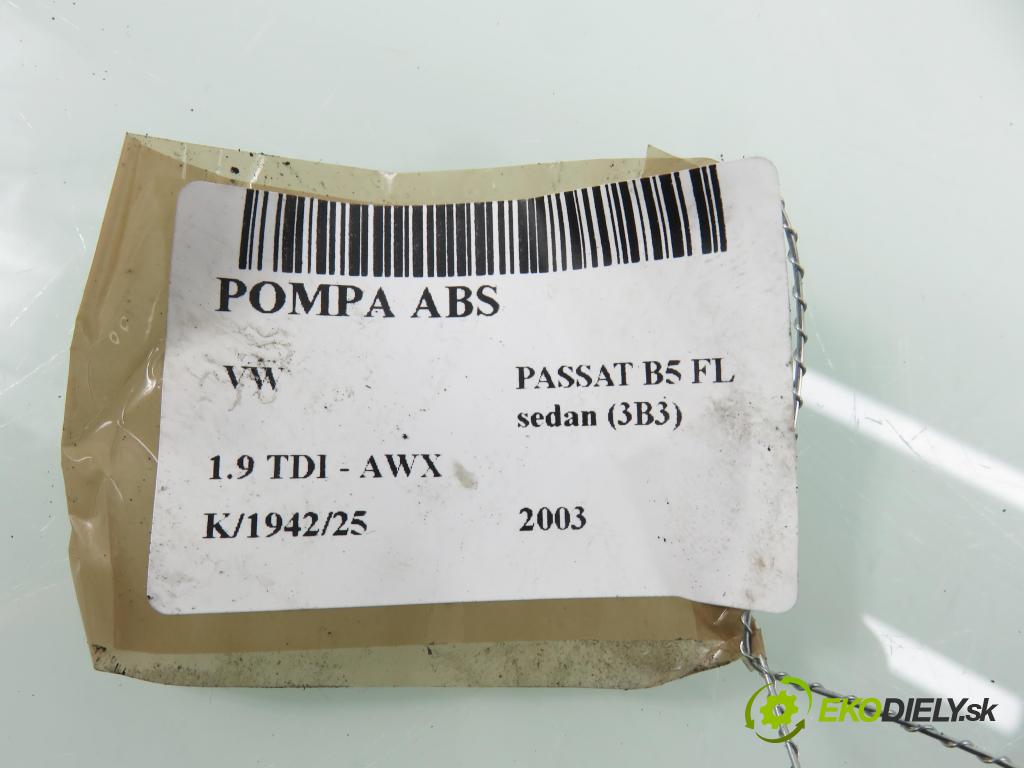 POMPA ABS
VW
PASSAT B5 FL
sedan (3B3)
1.9 TDI - AWX
K/1942/25
2003
EKODIELY.sk